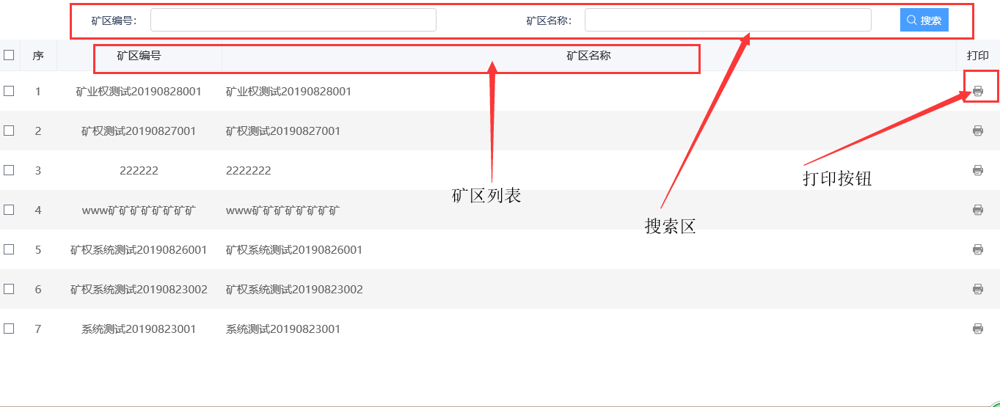 矿区编号： 矿区名称： 搜索
序 矿区编号 矿区名称 打印
1 矿业权测试20190828001 矿业权测试20190828001
2 矿权测试20190827001 矿权测试20190827001
打印按钮
3 222222 2222222
矿区列表
4 www矿矿矿矿矿矿矿矿 www矿矿矿矿矿矿矿矿
搜索区
5 矿权系统测试20190826001 矿权系统测试20190826001
6 矿权系统测试20190823002 矿权系统测试20190823002
7 系统测试20190823001 系统测试20190823001